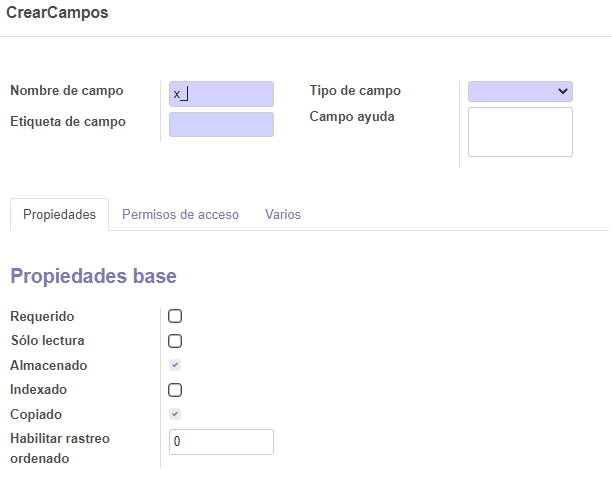 CrearCampos
Nombre de campo
x_
Tipo de campo
Etiqueta de campo
Campo ayuda
Propiedades
Permisos de acceso
Varios
Propiedades base
Requerido
Sólo lectura
Almacenado
Indexado
Copiado
Habilitar rastreo
ordenado
0